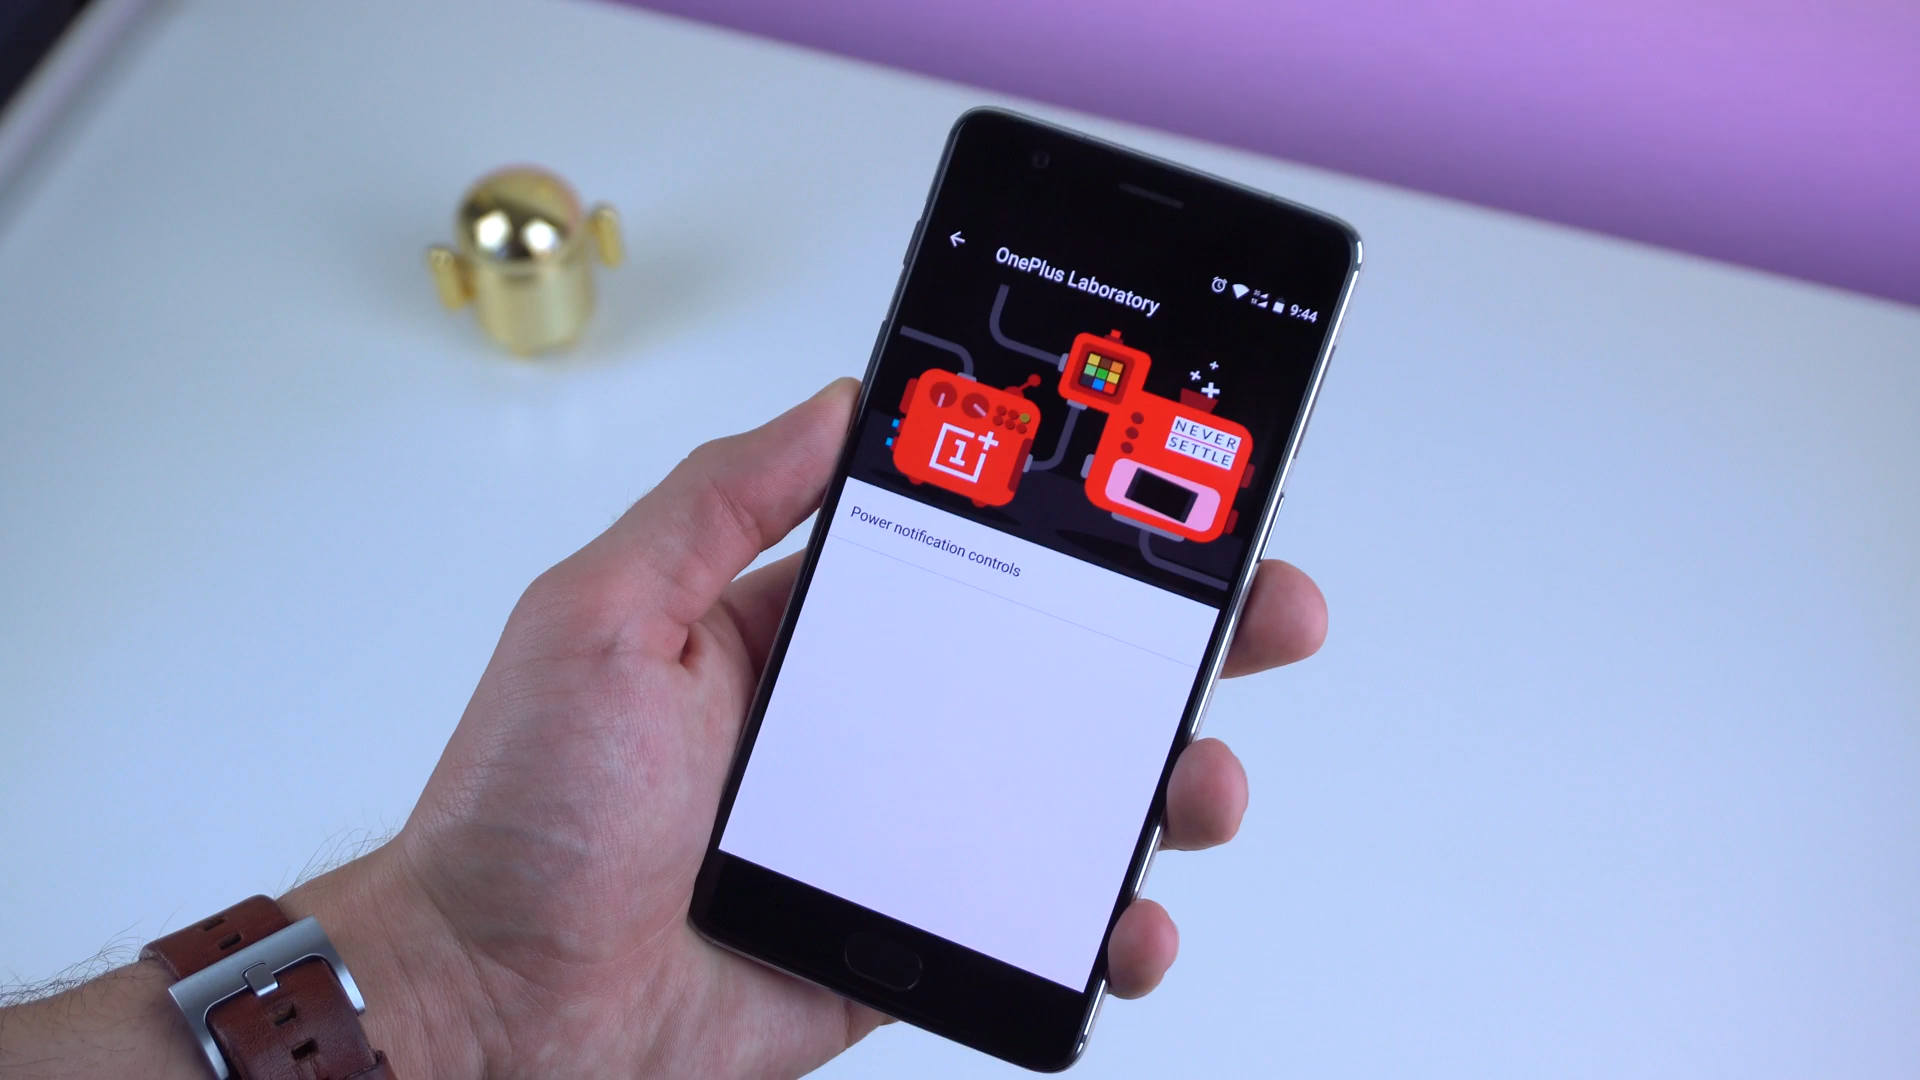 OnePlus Laboratory
9:44
1+
NEVER
SETTLE
Power notification controls